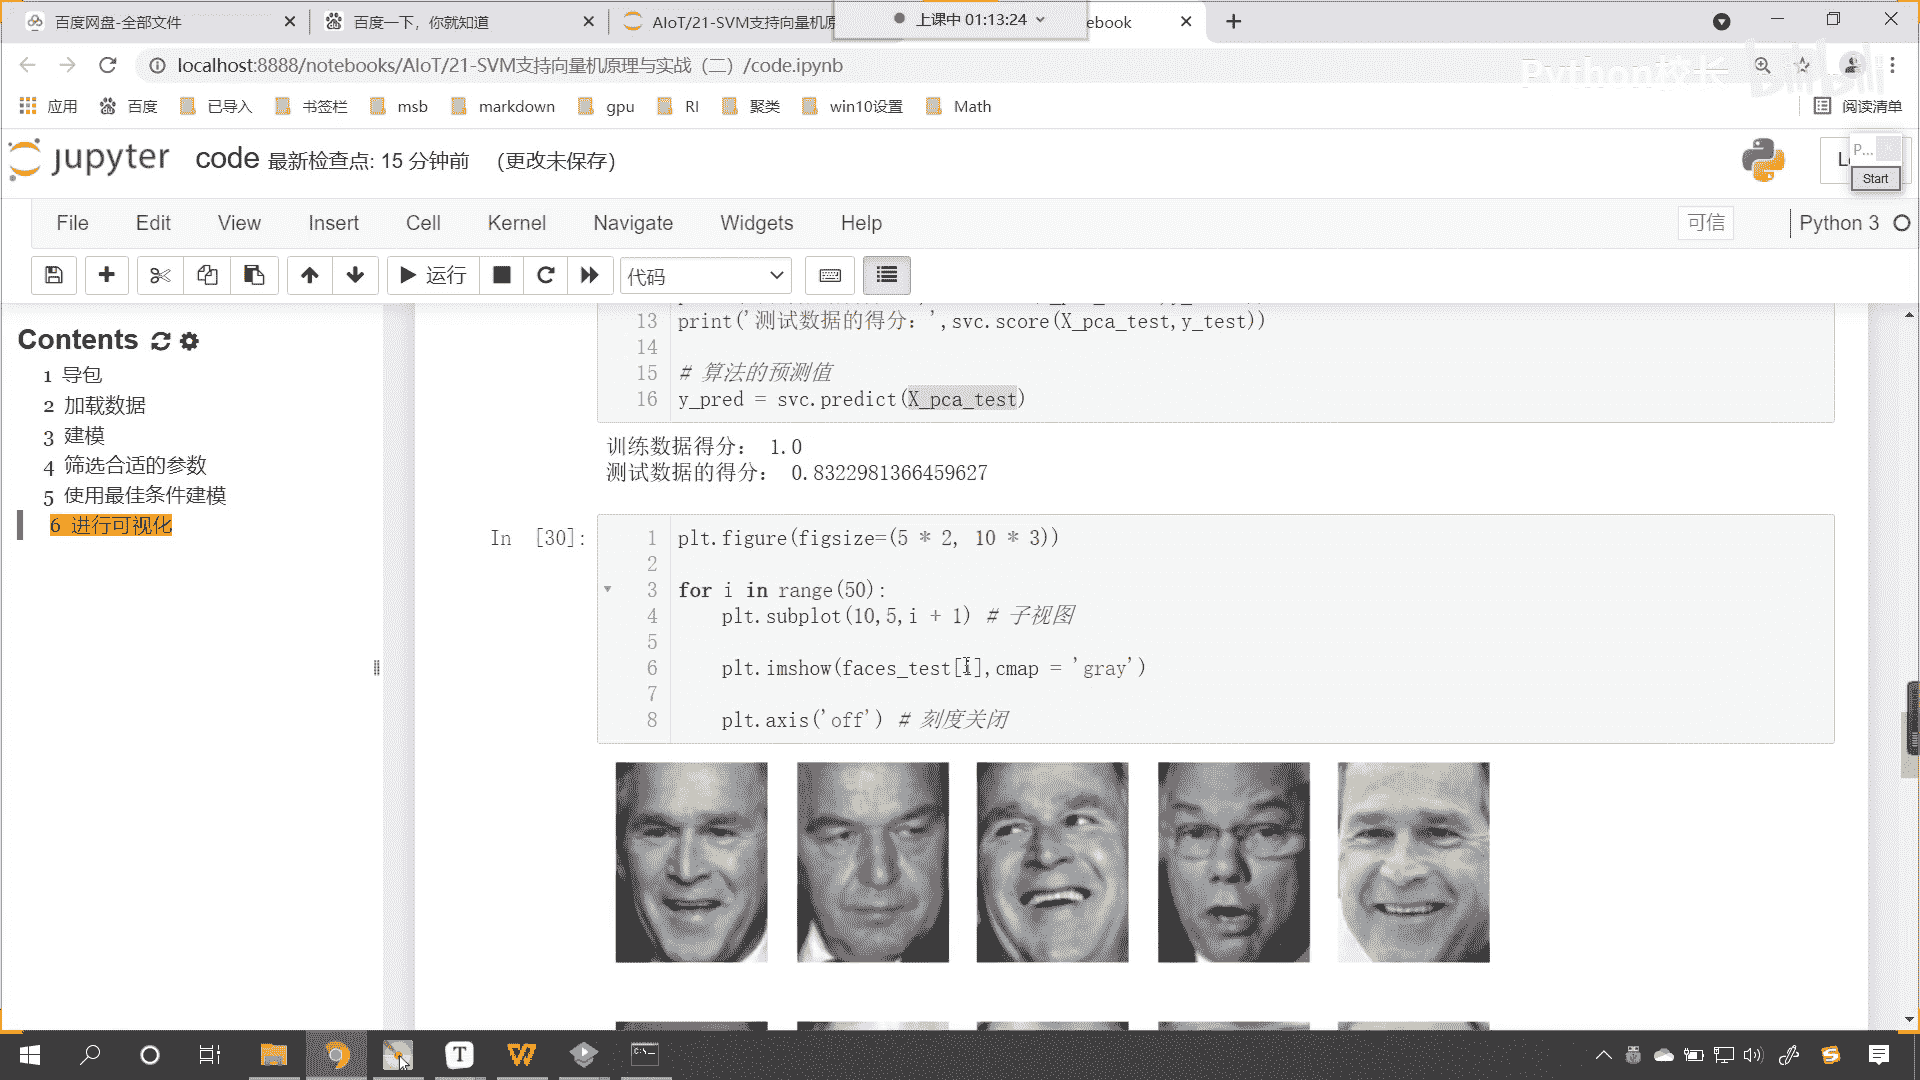 百度网盘-全部文件
百度一下，你就知道
AIoT/21-SVM支持向量机原
上课中 01:13:24
ebook
localhost:8888/notebooks/AIoT/21-SVM支持向量机原理与实战（二）/code.ipynb
Python校长
bilibili
应用
百度
已导入
书签栏
msb
markdown
gpu
RI
聚类
win10设置
Math
阅读清单
jupyter
code 最新检查点: 15 分钟前 (更改未保存)
P...
Start
File Edit View Insert Cell Kernel Navigate Widgets Help
可信
Python 3
运行
代码
Contents
1 导包
2 加载数据
3 建模
4 筛选合适的参数
5 使用最佳条件建模
6 进行可视化
13 print('测试数据的得分：',svc.score(X_pca_test,y_test))
14
15 # 算法的预测值
16 y_pred = svc.predict(X_pca_test)
训练数据得分： 1.0
测试数据的得分： 0.8322981366459627
In [30]:
1 plt.figure(figsize=(5 * 2, 10 * 3))
2
3 for i in range(50):
4 plt.subplot(10,5,i + 1) # 子视图
5
6 plt.imshow(faces_test[i],cmap = 'gray')
7
8 plt.axis('off') # 刻度关闭